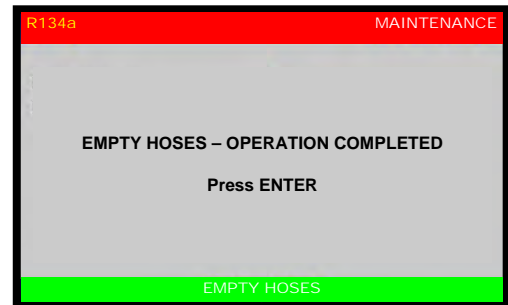 R134a MAINTENANCE
EMPTY HOSES – OPERATION COMPLETED
Press ENTER
EMPTY HOSES